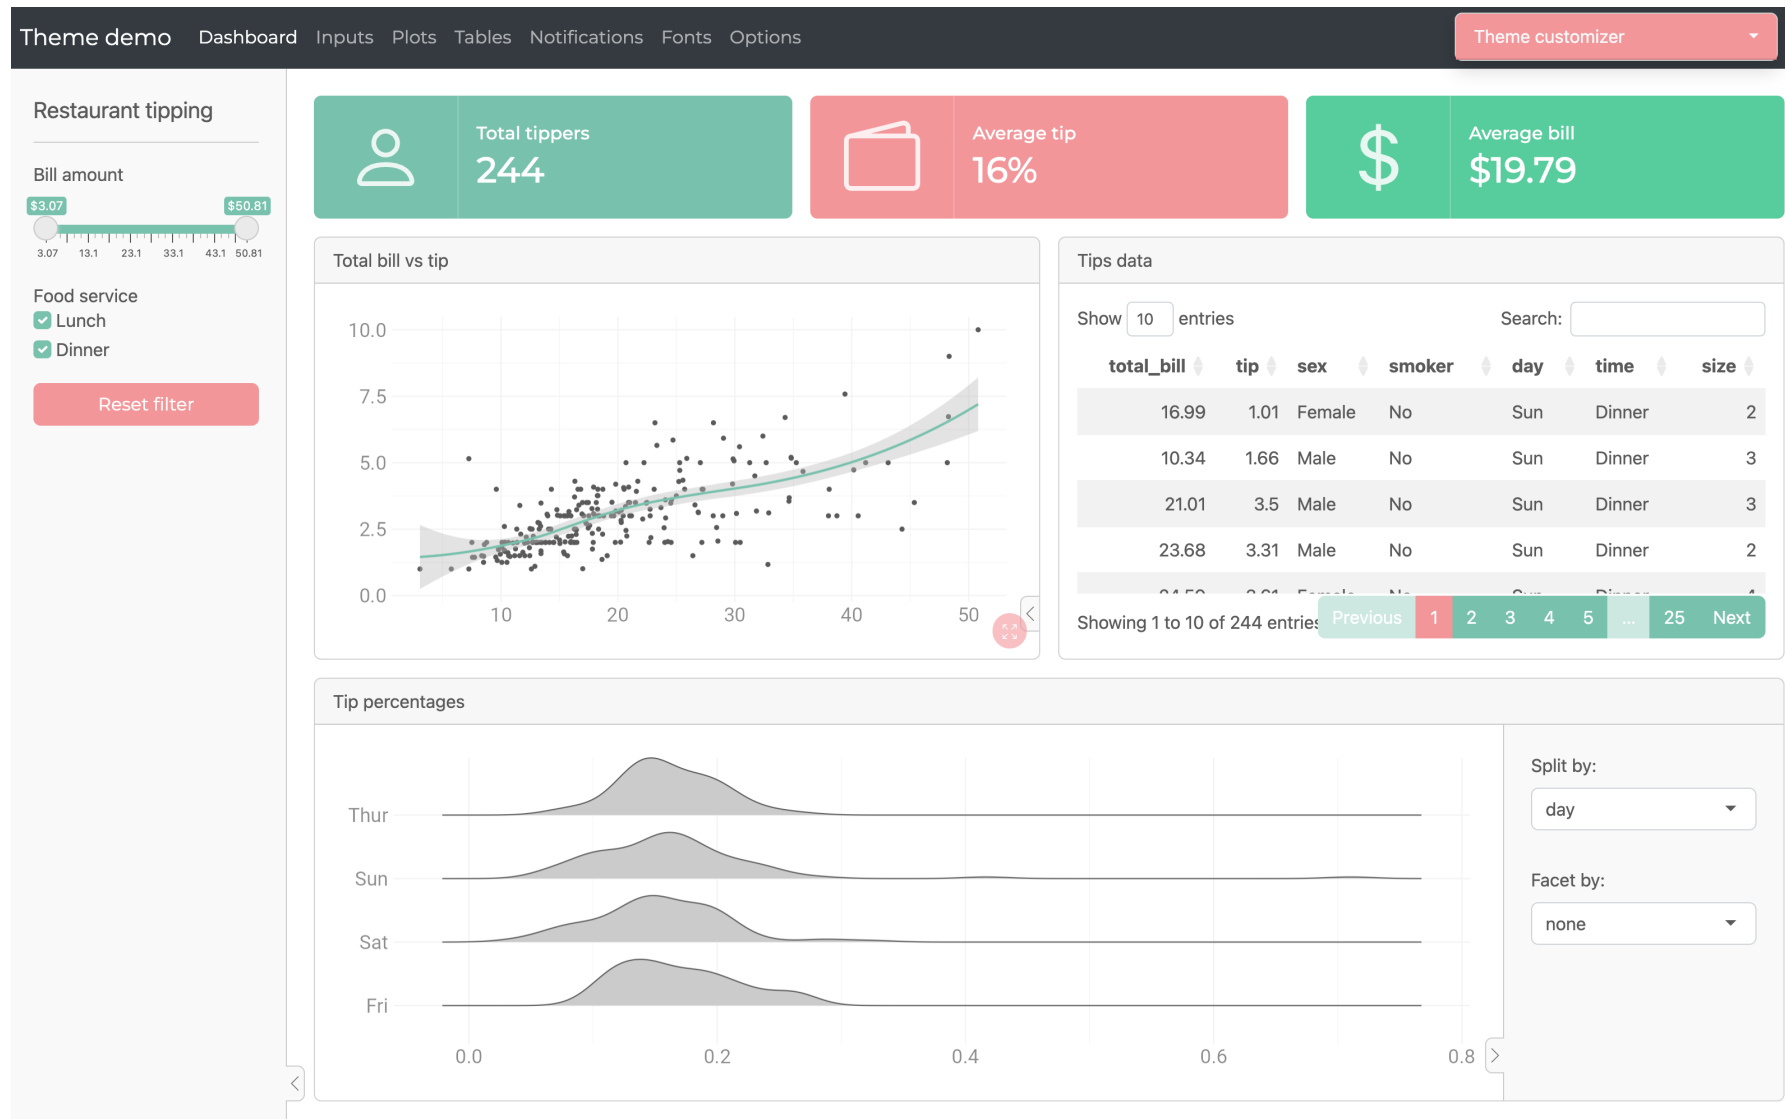 Theme demo Dashboard Inputs Plots Tables Notifications Fonts Options Theme customizer
Restaurant tipping
Bill amount
$3.07 $50.81
3.07 13.1 23.1 33.1 43.1 50.81
Food service
Lunch
Dinner
Reset filter
Total tippers
244
Average tip
16%
$
Average bill
$19.79
Total bill vs tip
10.0
7.5
5.0
2.5
0.0
10 20 30 40 50
Tips data
Show 10 entries Search:
total_bill tip sex smoker day time size
16.99 1.01 Female No Sun Dinner 2
10.34 1.66 Male No Sun Dinner 3
21.01 3.5 Male No Sun Dinner 3
23.68 3.31 Male No Sun Dinner 2
Showing 1 to 10 of 244 entries Previous 1 2 3 4 5 ... 25 Next
Tip percentages
Thur
Sun
Sat
Fri
0.0 0.2 0.4 0.6 0.8
Split by:
day
Facet by:
none